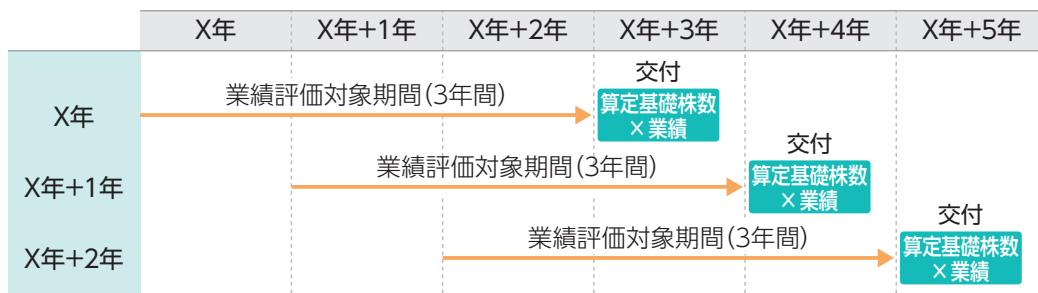 X年 X年+1年 X年+2年 X年+3年 X年+4年 X年+5年
X年
業績評価対象期間(3年間)
交付
算定基礎株数
×業績
X年+1年
業績評価対象期間(3年間)
交付
算定基礎株数
×業績
X年+2年
業績評価対象期間(3年間)
交付
算定基礎株数
×業績